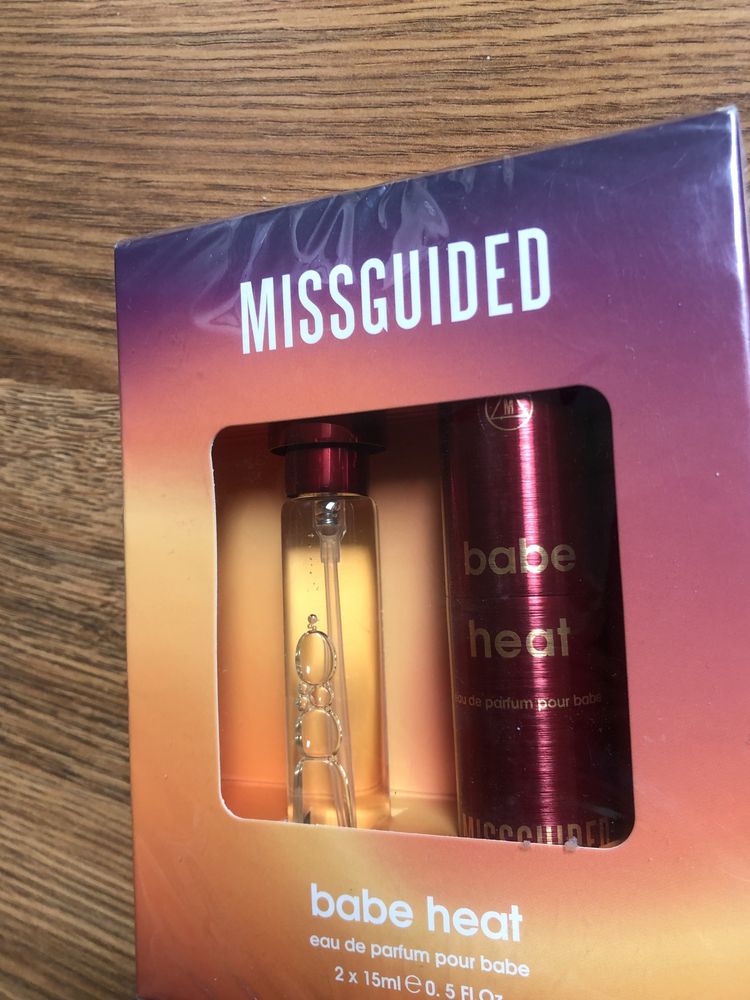 MISSGUIDED
M
babe
heat
eau de parfum pour babe
MISSGUIDED
babe heat
eau de parfum pour babe
2 x 15ml ℮ 0. 5 Fl Oz